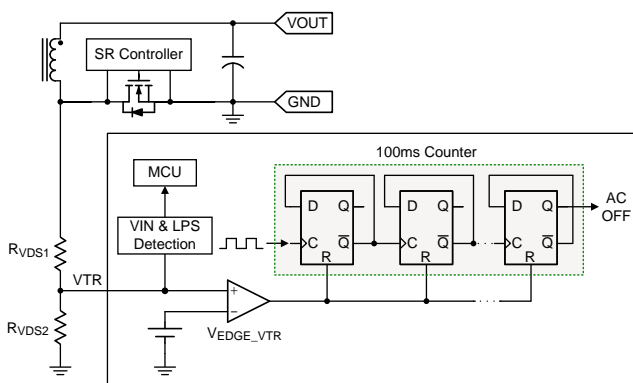 VOUT
SR Controller
GND
100ms Counter
MCU
VIN & LPS
Detection
D Q
C Q
R
D Q
C Q
R
D Q
C Q
R
AC
OFF
RVDS1
VTR
+
−
VEDGE_VTR
RVDS2